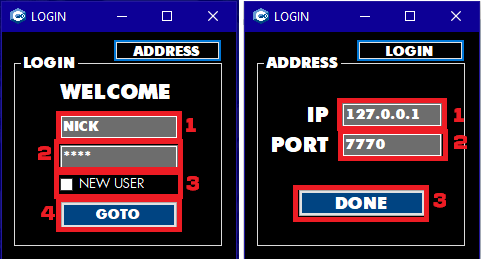 LOGIN
ADDRESS
LOGIN
WELCOME
NICK 1
2 ****
NEW USER 3
4 GOTO
LOGIN
LOGIN
ADDRESS
IP 127.0.0.1 1
PORT 7770 2
DONE 3